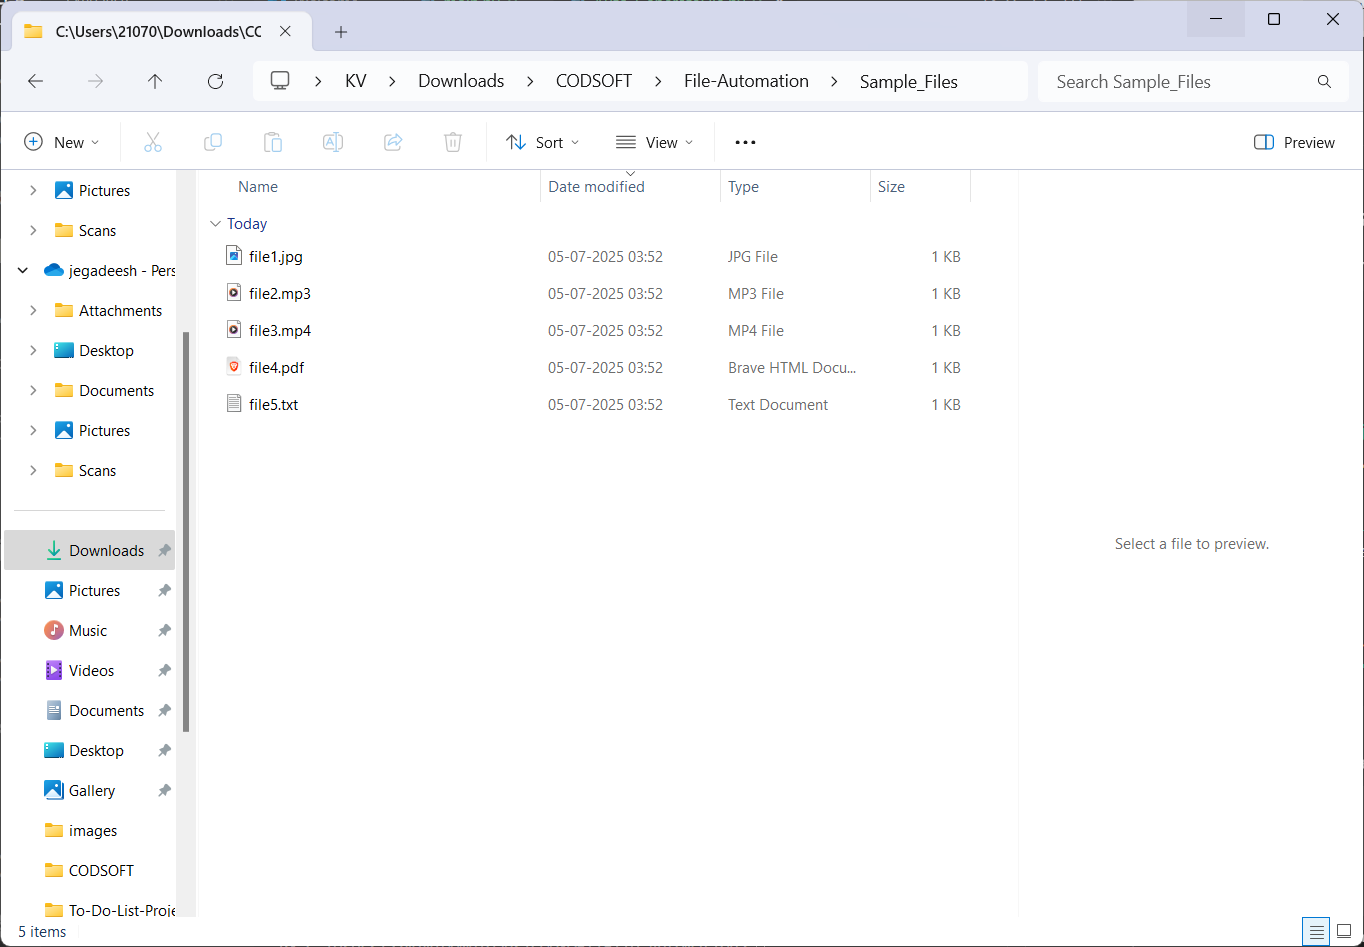 C:\Users\21070\Downloads\CC
KV Downloads CODSOFT File-Automation Sample_Files
Search Sample_Files
New Sort View ... Preview
Pictures
Scans
jegadeesh - Pers
Attachments
Desktop
Documents
Pictures
Scans
Downloads
Pictures
Music
Videos
Documents
Desktop
Gallery
images
CODSOFT
To-Do-List-Proje
Name Date modified Type Size
Today
file1.jpg 05-07-2025 03:52 JPG File 1 KB
file2.mp3 05-07-2025 03:52 MP3 File 1 KB
file3.mp4 05-07-2025 03:52 MP4 File 1 KB
file4.pdf 05-07-2025 03:52 Brave HTML Docu... 1 KB
file5.txt 05-07-2025 03:52 Text Document 1 KB
Select a file to preview.
5 items